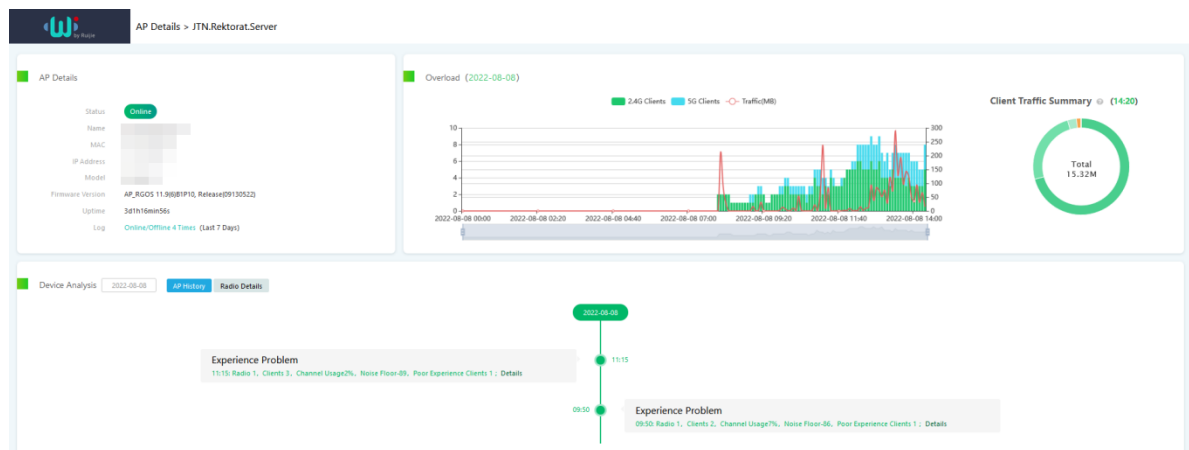 Wi
by Ruijie
AP Details > JTN.Rektorat.Server
AP Details
Status Online
Name
MAC
IP Address
Model
Firmware Version AP_RGOS 11.9(6)B1P10, Release(09130522)
Uptime 3d1h16min56s
Log Online/Offline 4 Times (Last 7 Days)
Overload (2022-08-08)
2.4G Clients 5G Clients Traffic(MB)
10 300
8 250
6 200
4 150
2 100
0 50
0
2022-08-08 00:00 2022-08-08 02:20 2022-08-08 04:40 2022-08-08 07:00 2022-08-08 09:20 2022-08-08 11:40 2022-08-08 14:00
Client Traffic Summary (14:20)
Total
15.32M
Device Analysis 2022-08-08 AP History Radio Details
2022-08-08
Experience Problem
11:15
11:15: Radio 1、Clients 3、Channel Usage2%、Noise Floor-89、Poor Experience Clients 1 ; Details
09:50
Experience Problem
09:50: Radio 1、Clients 2、Channel Usage7%、Noise Floor-86、Poor Experience Clients 1 ; Details